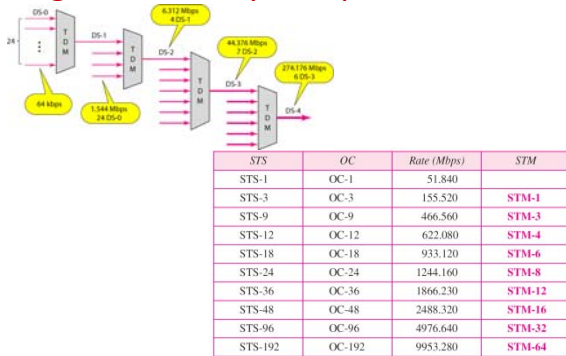 DS-0
24
TDM
64 kbps
DS-1
1.544 Mbps
24 DS-0
TDM
6.312 Mbps
4 DS-1
DS-2
TDM
44.376 Mbps
7 DS-2
DS-3
TDM
274.176 Mbps
6 DS-3
DS-4
STS OC Rate (Mbps) STM
STS-1 OC-1 51.840
STS-3 OC-3 155.520 STM-1
STS-9 OC-9 466.560 STM-3
STS-12 OC-12 622.080 STM-4
STS-18 OC-18 933.120 STM-6
STS-24 OC-24 1244.160 STM-8
STS-36 OC-36 1866.230 STM-12
STS-48 OC-48 2488.320 STM-16
STS-96 OC-96 4976.640 STM-32
STS-192 OC-192 9953.280 STM-64